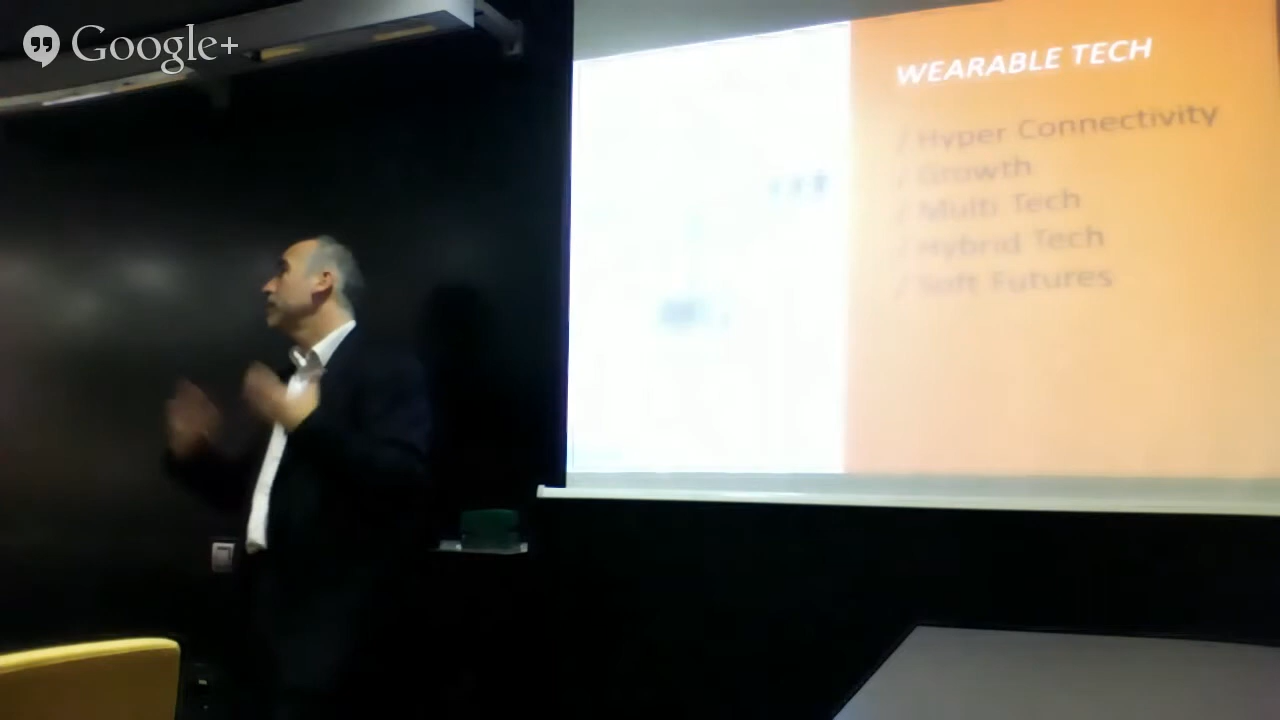 Google+
WEARABLE TECH
/ Hyper Connectivity
/ Growth
/ Multi Tech
/ Hybrid Tech
/ Soft Futures